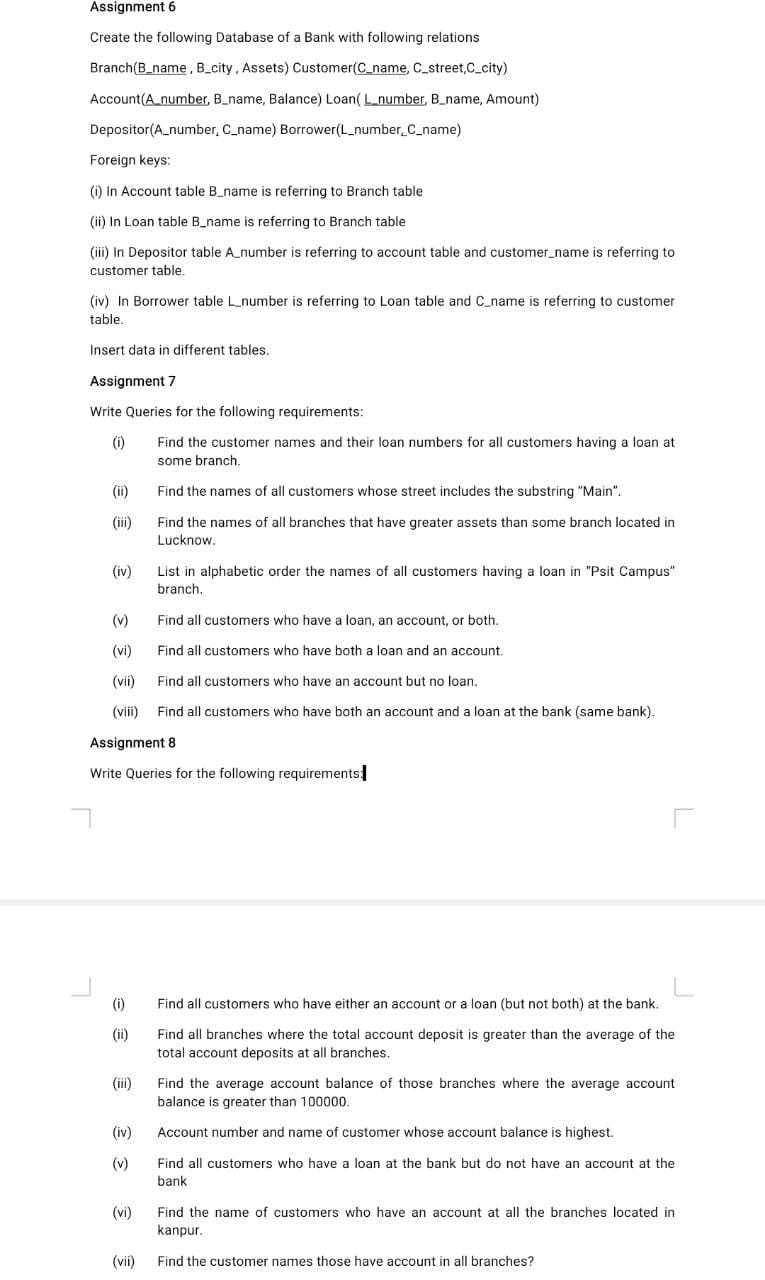 Assignment 6
Create the following Database of a Bank with following relations
Branch(B_name , B_city , Assets) Customer(C_name, C_street,C_city)
Account(A_number, B_name, Balance) Loan( L_number, B_name, Amount)
Depositor(A_number, C_name) Borrower(L_number, C_name)
Foreign keys:
(i) In Account table B_name is referring to Branch table
(ii) In Loan table B_name is referring to Branch table
(iii) In Depositor table A_number is referring to account table and customer_name is referring to
customer table.
(iv) In Borrower table L_number is referring to Loan table and C_name is referring to customer
table.
Insert data in different tables.
Assignment 7
Write Queries for the following requirements:
(i) Find the customer names and their loan numbers for all customers having a loan at
some branch.
(ii) Find the names of all customers whose street includes the substring “Main”.
(iii) Find the names of all branches that have greater assets than some branch located in
Lucknow.
(iv) List in alphabetic order the names of all customers having a loan in “Psit Campus”
branch.
(v) Find all customers who have a loan, an account, or both.
(vi) Find all customers who have both a loan and an account.
(vii) Find all customers who have an account but no loan.
(viii) Find all customers who have both an account and a loan at the bank (same bank).
Assignment 8
Write Queries for the following requirements:
(i) Find all customers who have either an account or a loan (but not both) at the bank.
(ii) Find all branches where the total account deposit is greater than the average of the
total account deposits at all branches.
(iii) Find the average account balance of those branches where the average account
balance is greater than 100000.
(iv) Account number and name of customer whose account balance is highest.
(v) Find all customers who have a loan at the bank but do not have an account at the
bank
(vi) Find the name of customers who have an account at all the branches located in
kanpur.
(vii) Find the customer names those have account in all branches?